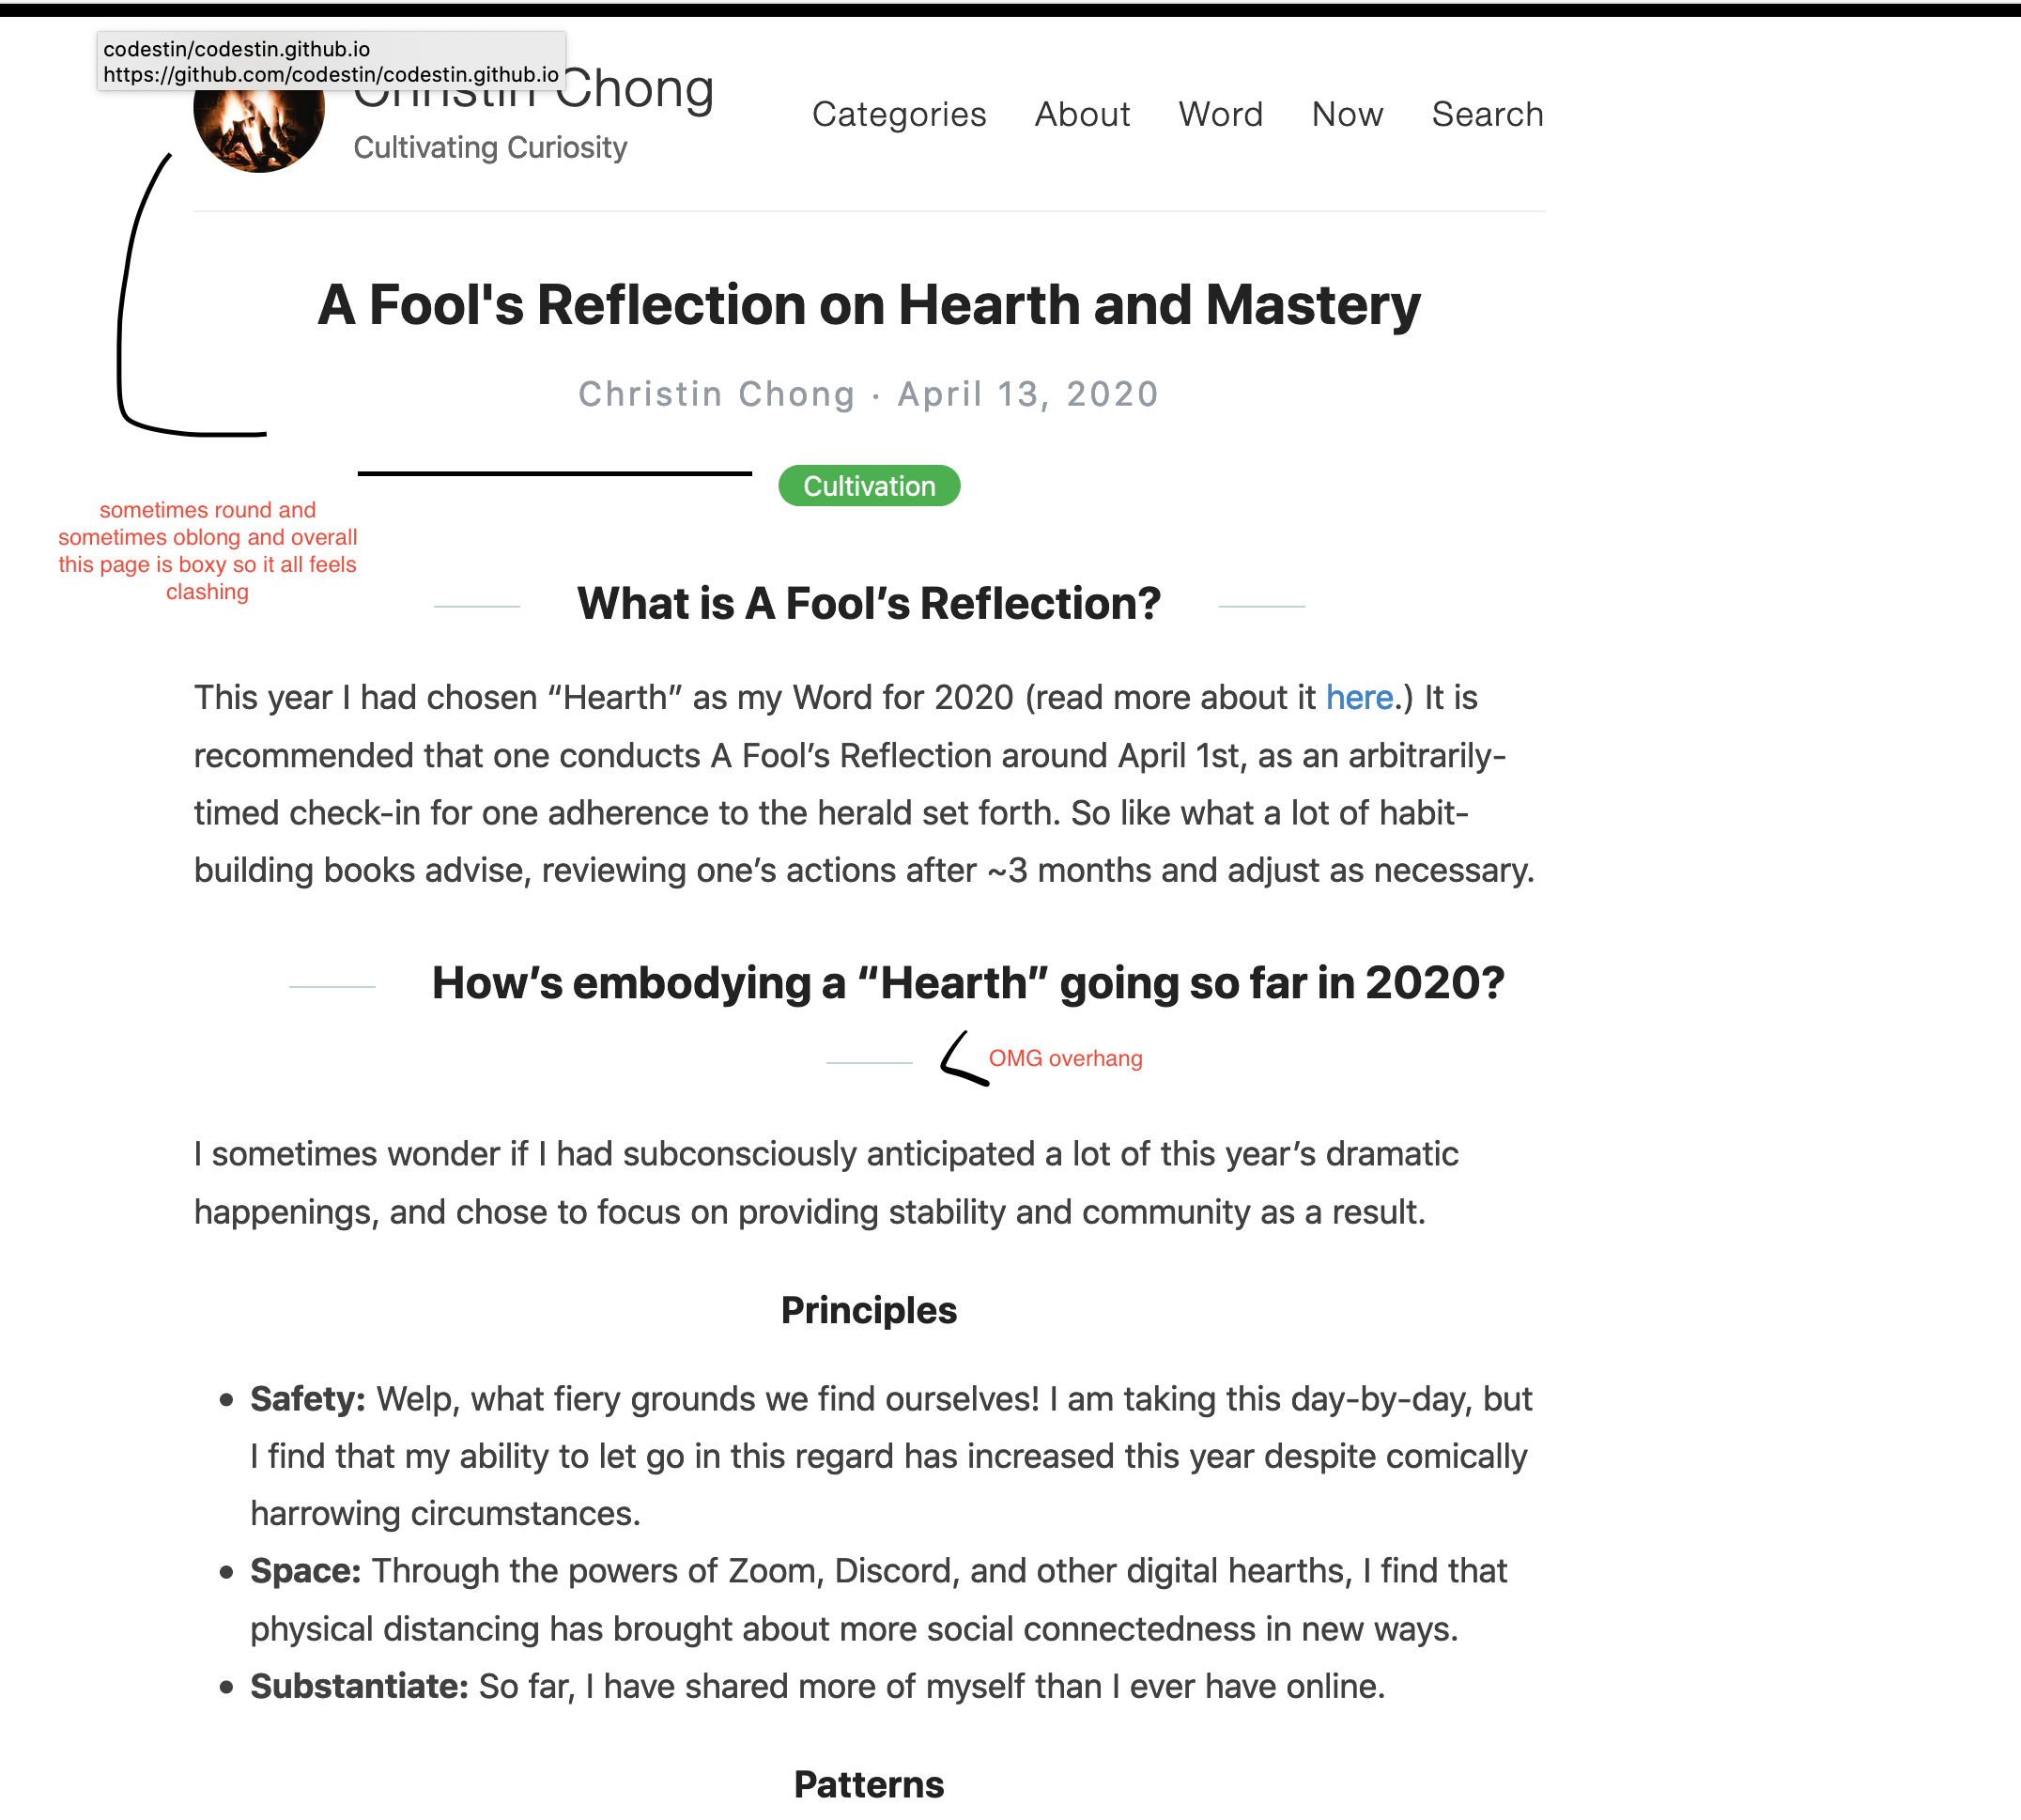 codestin/codestin.github.io
https://github.com/codestin/codestin.github.io
Christin Chong
Cultivating Curiosity
Categories About Word Now Search
A Fool's Reflection on Hearth and Mastery
Christin Chong · April 13, 2020
Cultivation
sometimes round and
sometimes oblong and overall
this page is boxy so it all feels
clashing
What is A Fool’s Reflection?
This year I had chosen “Hearth” as my Word for 2020 (read more about it here.) It is
recommended that one conducts A Fool’s Reflection around April 1st, as an arbitrarily-
timed check-in for one adherence to the herald set forth. So like what a lot of habit-
building books advise, reviewing one’s actions after ~3 months and adjust as necessary.
How’s embodying a “Hearth” going so far in 2020?
OMG overhang
I sometimes wonder if I had subconsciously anticipated a lot of this year’s dramatic
happenings, and chose to focus on providing stability and community as a result.
Principles
• Safety: Welp, what fiery grounds we find ourselves! I am taking this day-by-day, but
I find that my ability to let go in this regard has increased this year despite comically
harrowing circumstances.
• Space: Through the powers of Zoom, Discord, and other digital hearths, I find that
physical distancing has brought about more social connectedness in new ways.
• Substantiate: So far, I have shared more of myself than I ever have online.
Patterns